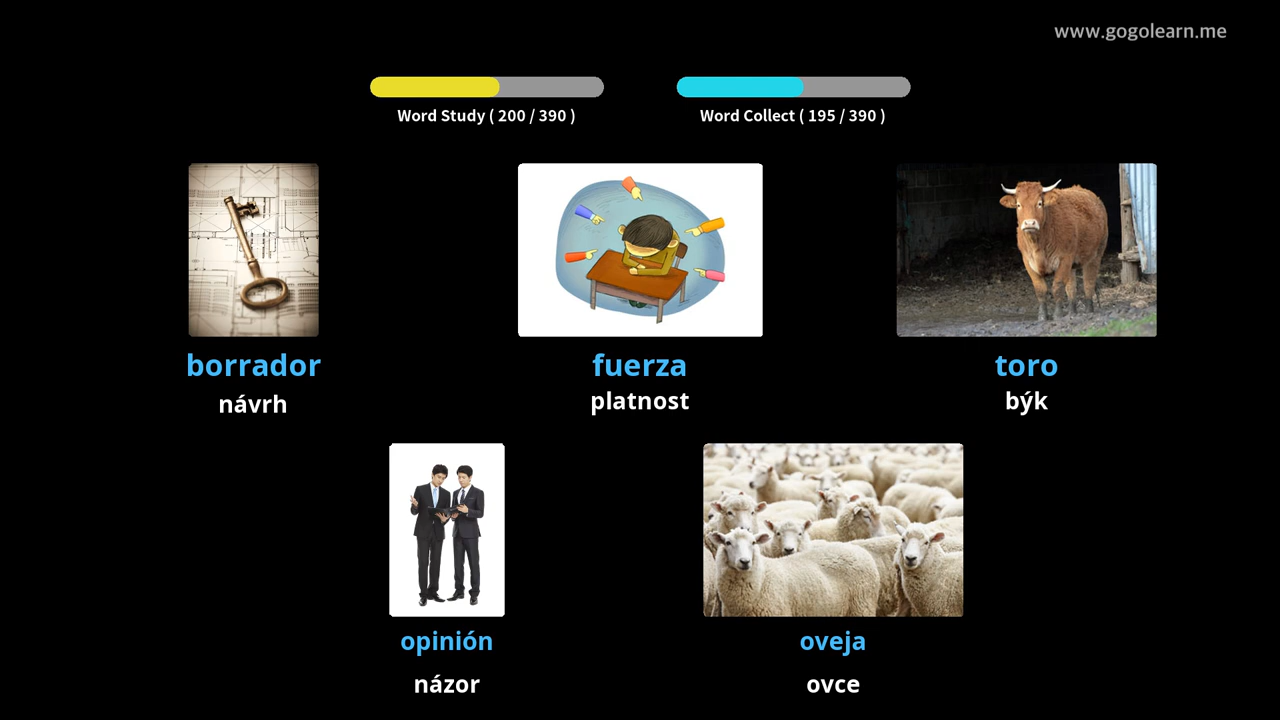 www.gogolearn.me
Word Study ( 200 / 390 )
Word Collect ( 195 / 390 )
borrador
návrh
fuerza
platnost
toro
býk
opinión
názor
oveja
ovce